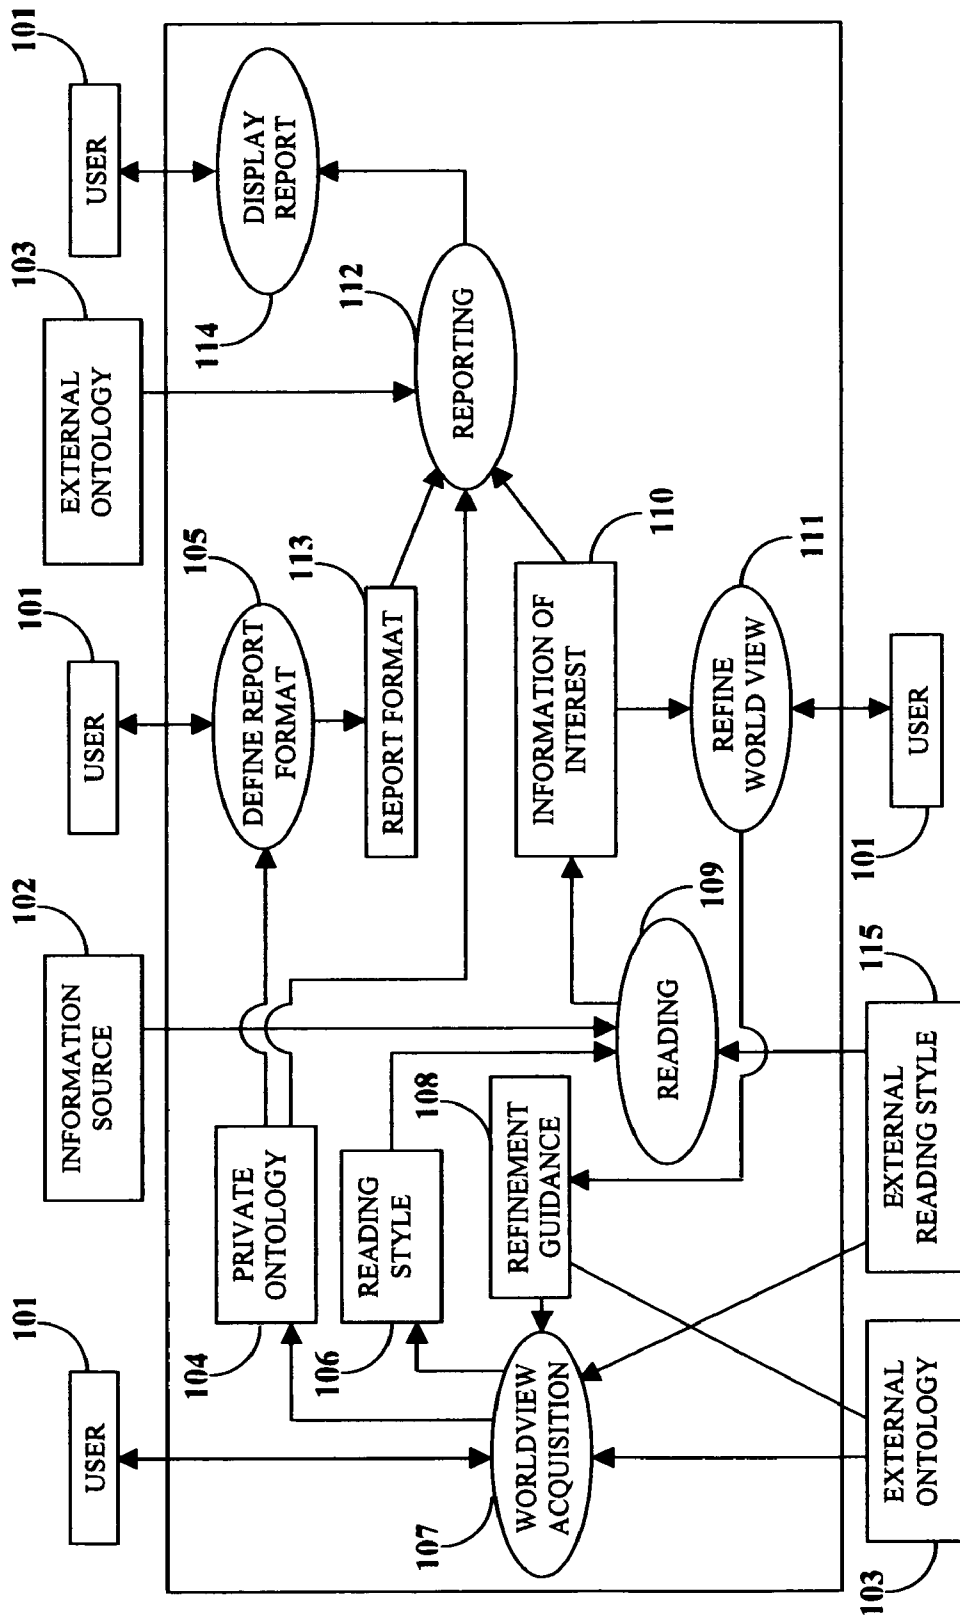 101
USER
101
USER
102
INFORMATION
SOURCE
101
USER
103
EXTERNAL
ONTOLOGY
101
USER
104
PRIVATE
ONTOLOGY
105
DEFINE REPORT
FORMAT
114
DISPLAY
REPORT
106
READING
STYLE
113
REPORT FORMAT
112
REPORTING
107
WORLDVIEW
ACQUISITION
108
REFINEMENT
GUIDANCE
109
READING
110
INFORMATION OF
INTEREST
111
REFINE
WORLD VIEW
103
EXTERNAL
ONTOLOGY
115
EXTERNAL
READING STYLE
101
USER